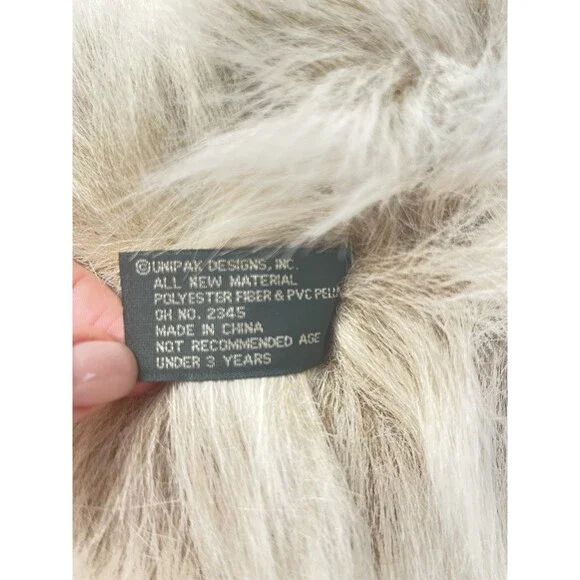 ©UNIPAK DESIGNS, INC.
ALL NEW MATERIAL
POLYESTER FIBER & PVC
GH NO. 2345
MADE IN CHINA
NOT RECOMMENDED AGE
UNDER 3 YEARS